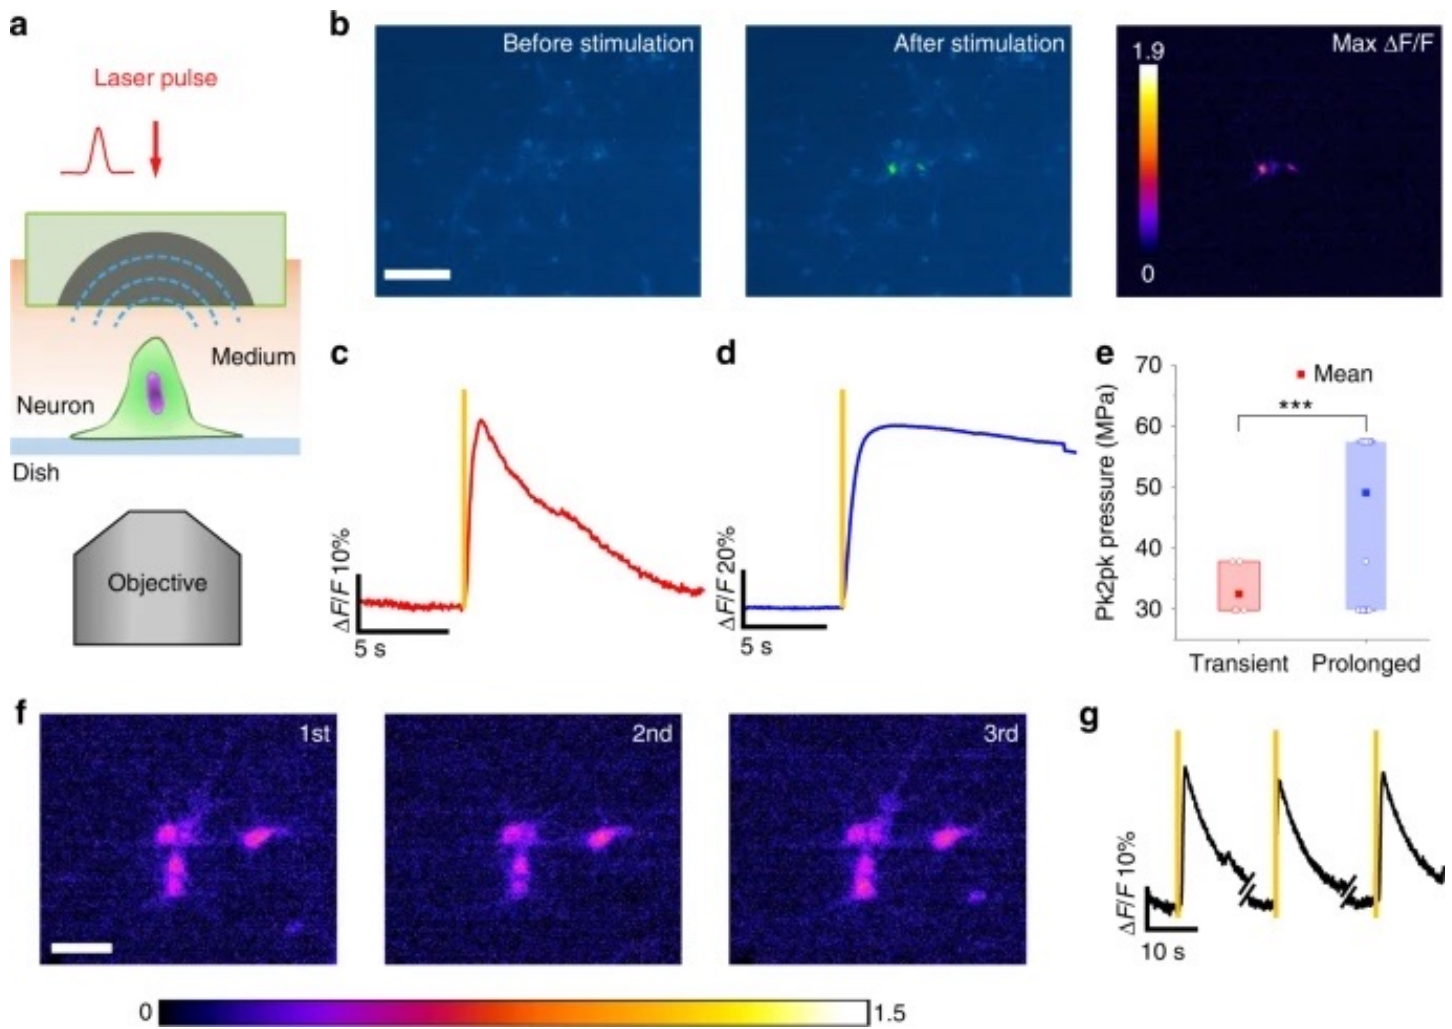 a
Laser pulse
Medium
Neuron
Dish
Objective
b
Before stimulation
After stimulation
Max ΔF/F
1.9
0
c
ΔF/F 10%
5 s
d
ΔF/F 20%
5 s
e
Pk2pk pressure (MPa)
70
60
50
40
30
Mean
***
Transient
Prolonged
f
1st
2nd
3rd
0
1.5
g
ΔF/F 10%
10 s